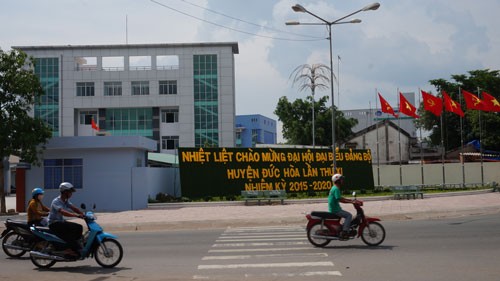 NHIỆT LIỆT CHÀO MỪNG ĐẠI HỘI ĐẠI BIỂU ĐẢNG BỘ
HUYỆN ĐỨC HÒA LẦN THỨ
NHIỆM KỲ 2015-2020